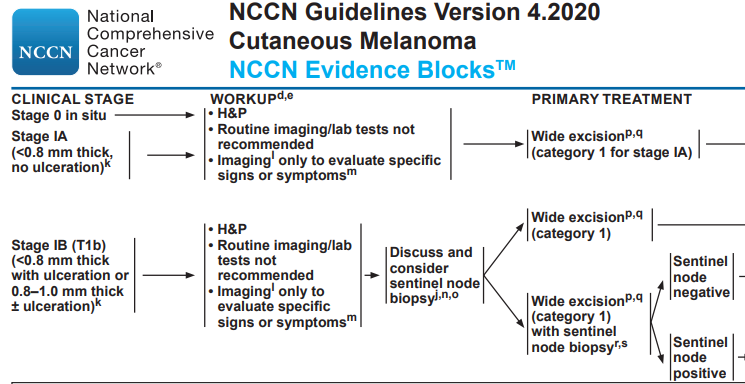 NCCN
National
Comprehensive
Cancer
Network®
NCCN Guidelines Version 4.2020
Cutaneous Melanoma
NCCN Evidence Blocks™
CLINICAL STAGE
WORKUPd,e
PRIMARY TREATMENT
Stage 0 in situ
Stage IA
(<0.8 mm thick,
no ulceration)k
• H&P
• Routine imaging/lab tests not
recommended
• Imagingl only to evaluate specific
signs or symptomsm
Wide excisionp,q
(category 1 for stage IA)
Stage IB (T1b)
(<0.8 mm thick
with ulceration or
0.8–1.0 mm thick
± ulceration)k
• H&P
• Routine imaging/lab
tests not
recommended
• Imagingl only to
evaluate specific
signs or symptomsm
Discuss and
consider
sentinel node
biopsyj,n,o
Wide excisionp,q
(category 1)
Wide excisionp,q
(category 1)
with sentinel
node biopsyr,s
Sentinel
node
negative
Sentinel
node
positive